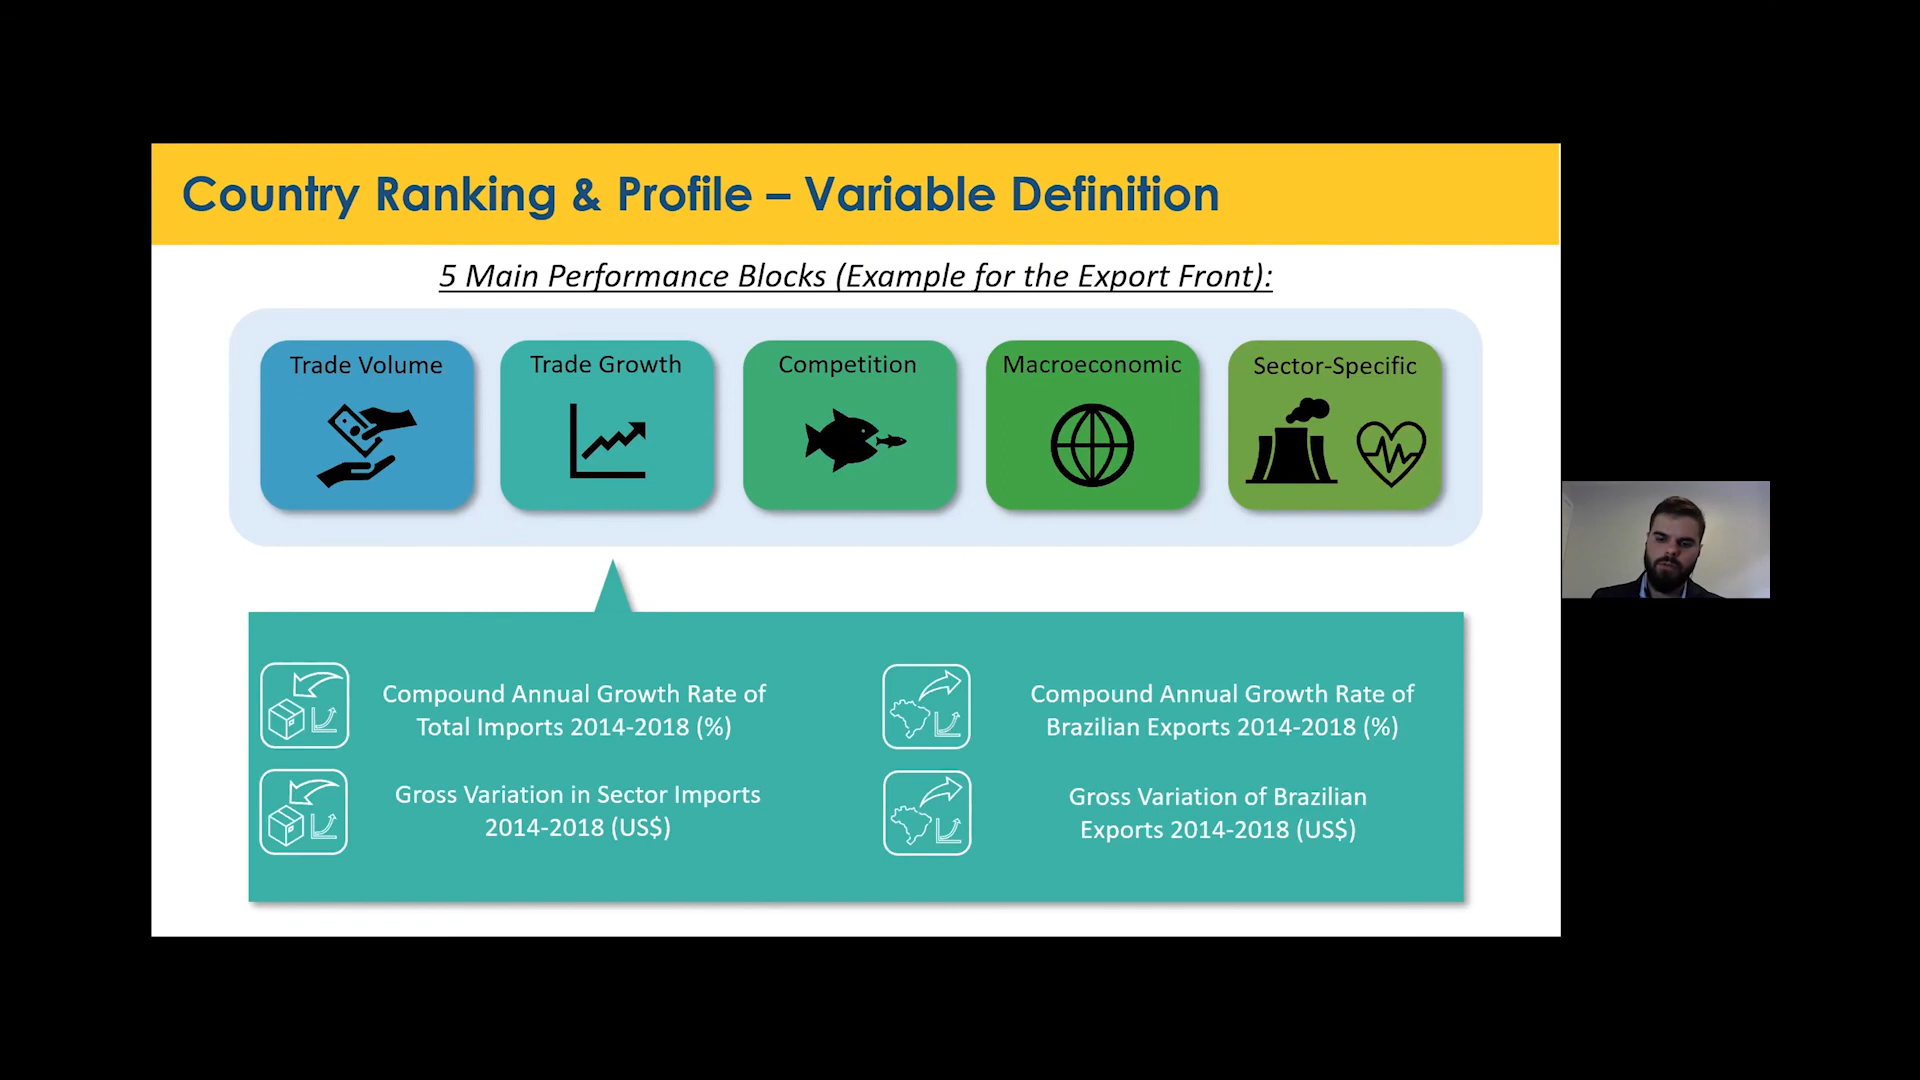 Country Ranking & Profile – Variable Definition
5 Main Performance Blocks (Example for the Export Front):
Trade Volume
Trade Growth
Competition
Macroeconomic
Sector-Specific
Compound Annual Growth Rate of
Total Imports 2014-2018 (%)
Compound Annual Growth Rate of
Brazilian Exports 2014-2018 (%)
Gross Variation in Sector Imports
2014-2018 (US$)
Gross Variation of Brazilian
Exports 2014-2018 (US$)